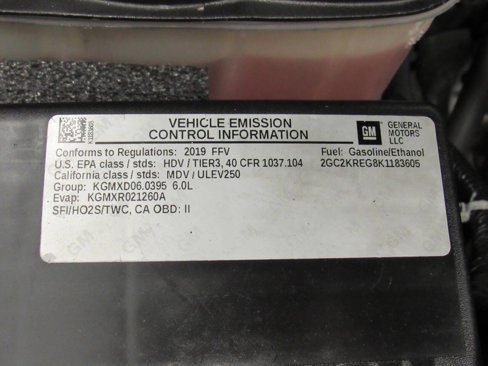 VEHICLE EMISSION
CONTROL INFORMATION
GM GENERAL
MOTORS
LLC
Conforms to Regulations: 2019 FFV Fuel: Gasoline/Ethanol
U.S. EPA class / stds: HDV / TIER3, 40 CFR 1037.104 2GC2KREG8K1183605
California class / stds: MDV / ULEV250
Group: KGMXD06.0395 6.0L
Evap: KGMXR021260A
SFI/HO2S/TWC, CA OBD: II